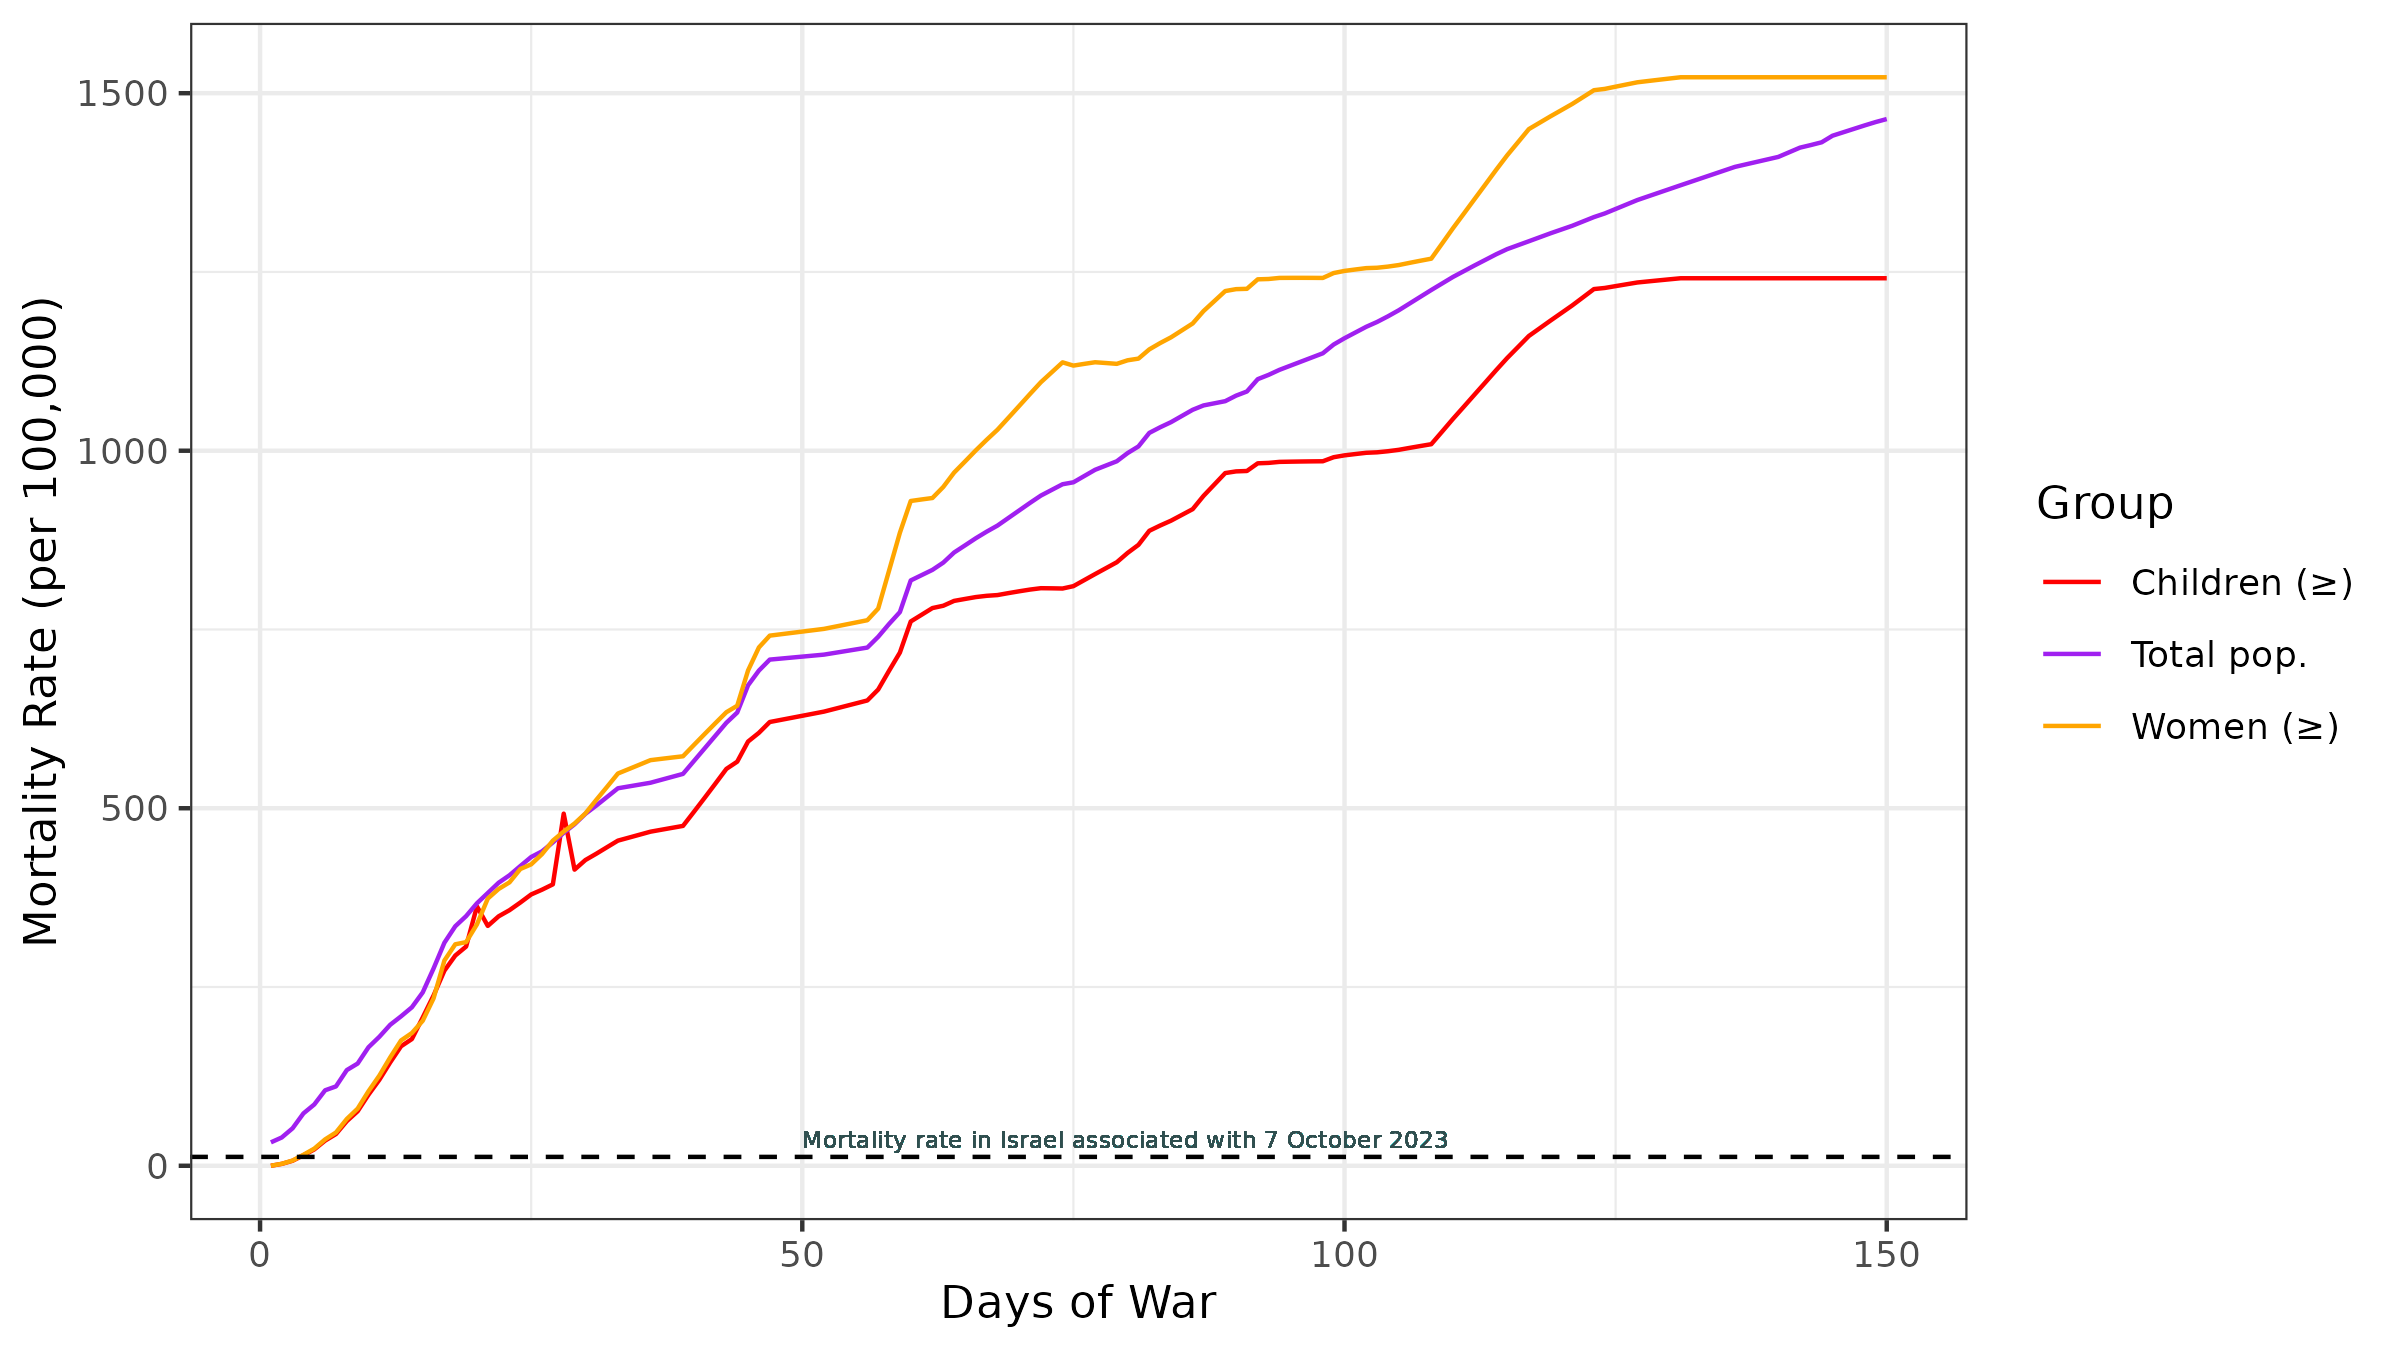 Mortality Rate (per 100,000)
1500
1000
500
0
Mortality rate in Israel associated with 7 October 2023
0
50
100
150
Days of War
Group
Children (≥)
Total pop.
Women (≥)